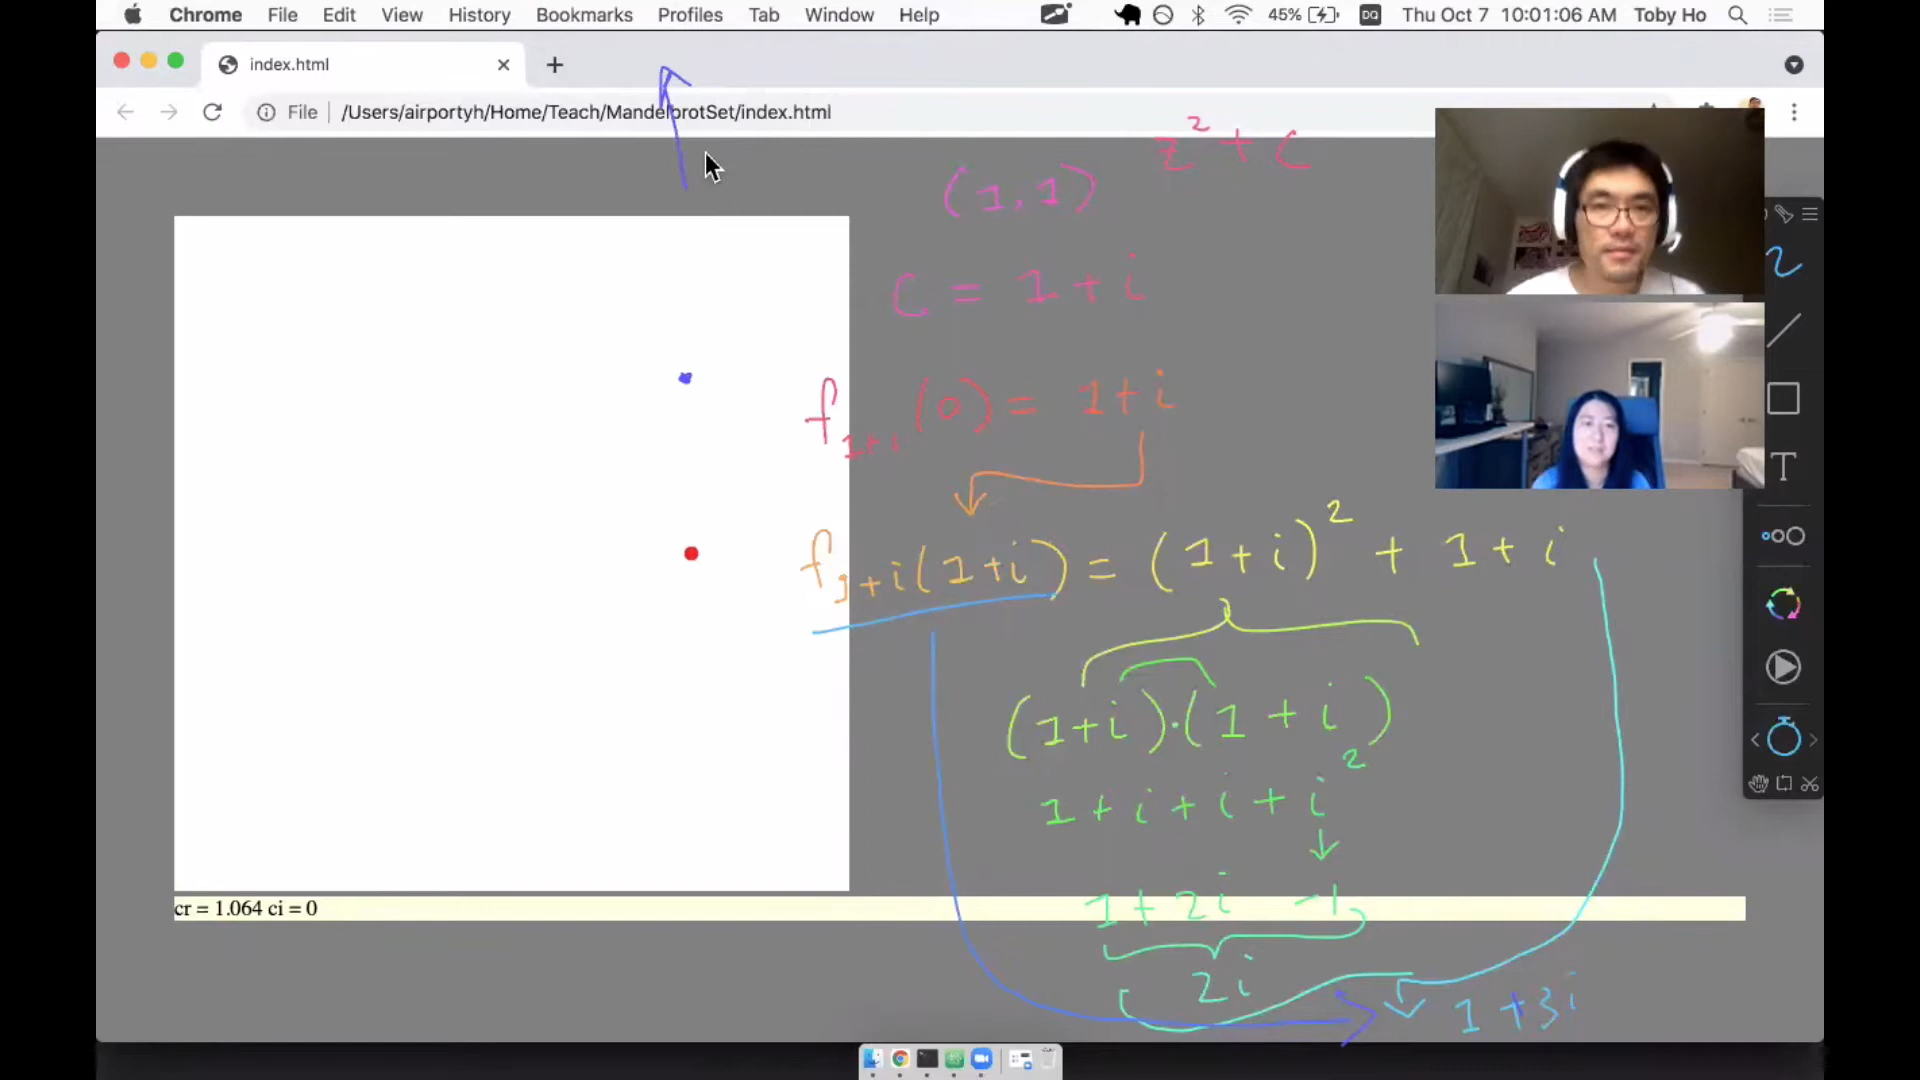 Chrome File Edit View History Bookmarks Profiles Tab Window Help 45% DQ Thu Oct 7 10:01:06 AM Toby Ho
index.html
File /Users/airportyh/Home/Teach/MandelbrotSet/index.html
z² + c
(1, 1)
c = 1 + i
f₁₊ᵢ(0) = 1+i
f₁₊ᵢ(1+i) = (1+i)² + 1+i
(1+i)·(1+i)
1+i+i+i²
1+2i -1
2i
1+3i
cr = 1.064 ci = 0
T